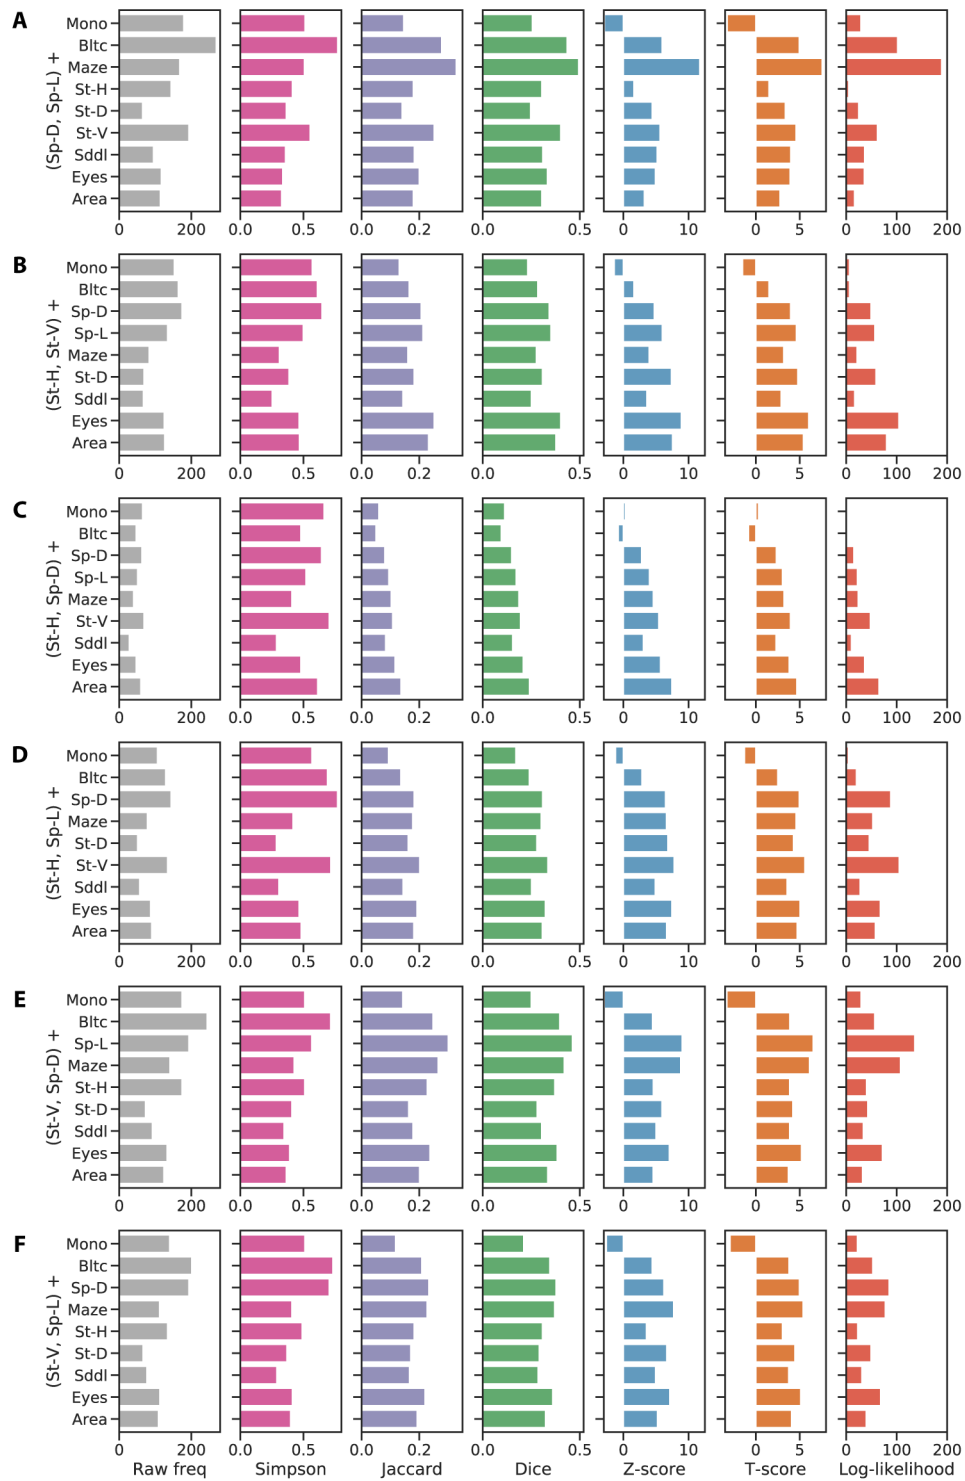 A
(Sp-D, Sp-L) +
Mono
Bltc
Maze
St-H
St-D
St-V
Sddl
Eyes
Area
0 200 0.0 0.5 0.0 0.2 0.0 0.5 0 10 0 5 0 100 200
B
(St-H, St-V) +
Mono
Bltc
Sp-D
Sp-L
Maze
St-D
Sddl
Eyes
Area
0 200 0.0 0.5 0.0 0.2 0.0 0.5 0 10 0 5 0 100 200
C
(St-H, Sp-D) +
Mono
Bltc
Sp-D
Sp-L
Maze
St-V
Sddl
Eyes
Area
0 200 0.0 0.5 0.0 0.2 0.0 0.5 0 10 0 5 0 100 200
D
(St-H, Sp-L) +
Mono
Bltc
Sp-D
Maze
St-D
St-V
Sddl
Eyes
Area
0 200 0.0 0.5 0.0 0.2 0.0 0.5 0 10 0 5 0 100 200
E
(St-V, Sp-D) +
Mono
Bltc
Sp-L
Maze
St-H
St-D
Sddl
Eyes
Area
0 200 0.0 0.5 0.0 0.2 0.0 0.5 0 10 0 5 0 100 200
F
(St-V, Sp-L) +
Mono
Bltc
Sp-D
Maze
St-H
St-D
Sddl
Eyes
Area
0 200 0.0 0.5 0.0 0.2 0.0 0.5 0 10 0 5 0 100 200
Raw freq Simpson Jaccard Dice Z-score T-score Log-likelihood